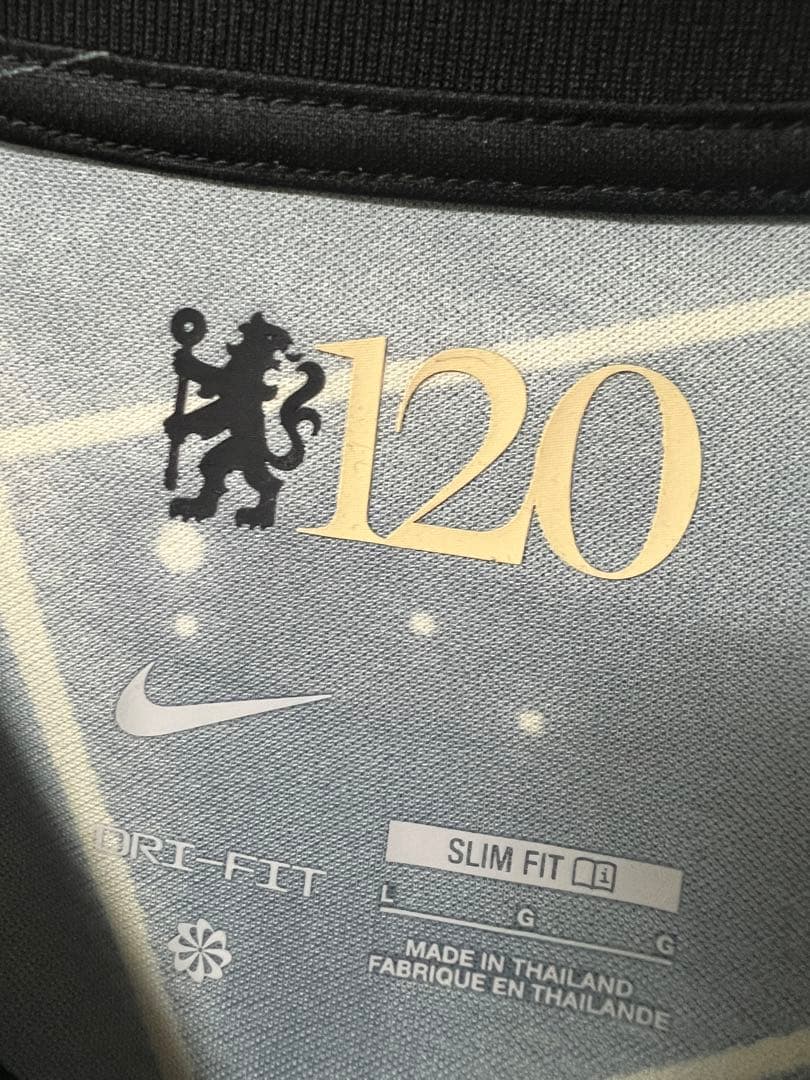 120
DRI-FIT
SLIM FIT
L G G
MADE IN THAILAND
FABRIQUE EN THAILANDE